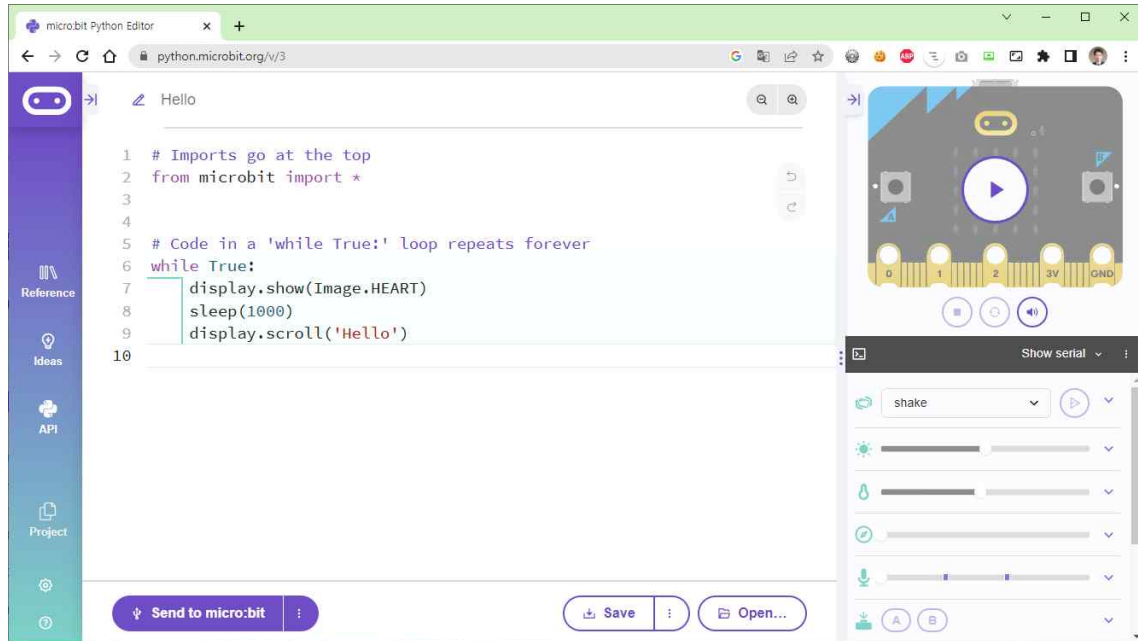 micro:bit Python Editor
python.microbit.org/v/3
Hello
1 # Imports go at the top
2 from microbit import *
3
4
5 # Code in a 'while True:' loop repeats forever
6 while True:
7 display.show(Image.HEART)
8 sleep(1000)
9 display.scroll('Hello')
10
Reference
Ideas
API
Project
Send to micro:bit
Save
Open...
A
B
0 1 2 3V GND
Show serial
shake
A B